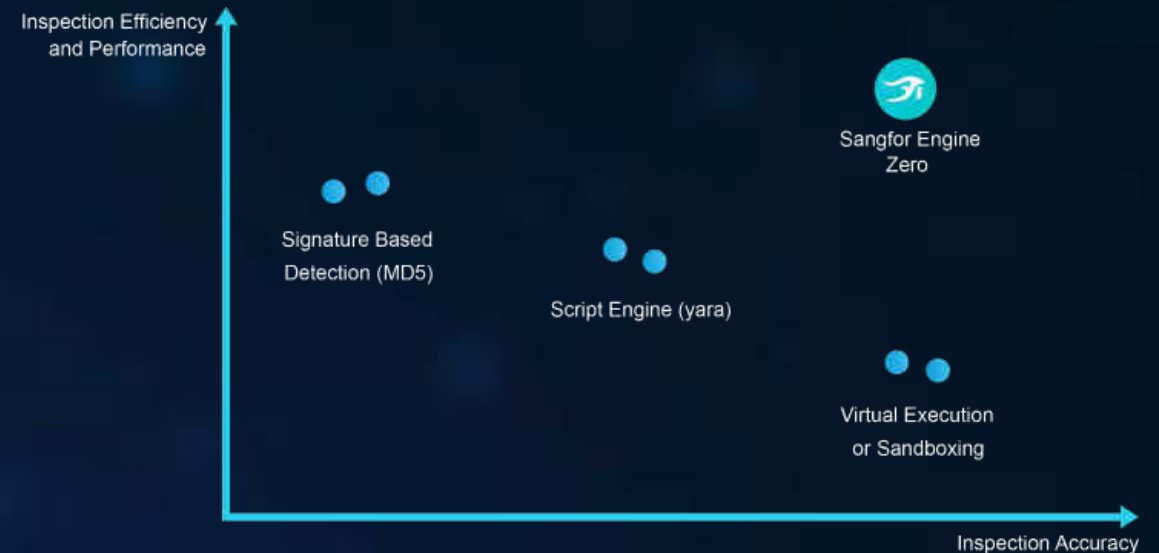 Inspection Efficiency
and Performance
Sangfor Engine
Zero
Signature Based
Detection (MD5)
Script Engine (yara)
Virtual Execution
or Sandboxing
Inspection Accuracy